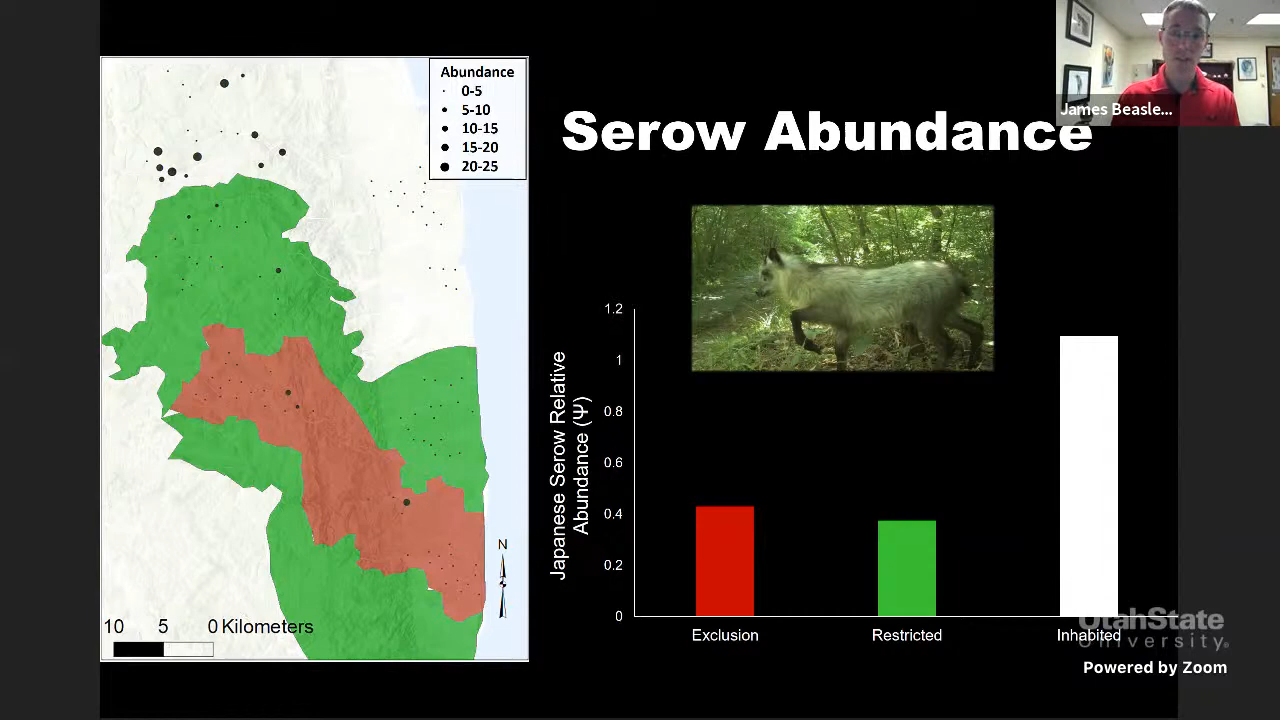 Abundance
0-5
5-10
10-15
15-20
20-25
James Beasle...
Serow Abundance
Japanese Serow Relative
Abundance (Ψ)
1.2
1
0.8
0.6
0.4
0.2
0
Exclusion
Restricted
Inhabited
N
10 5 0 Kilometers
UtahState
University®
Powered by Zoom